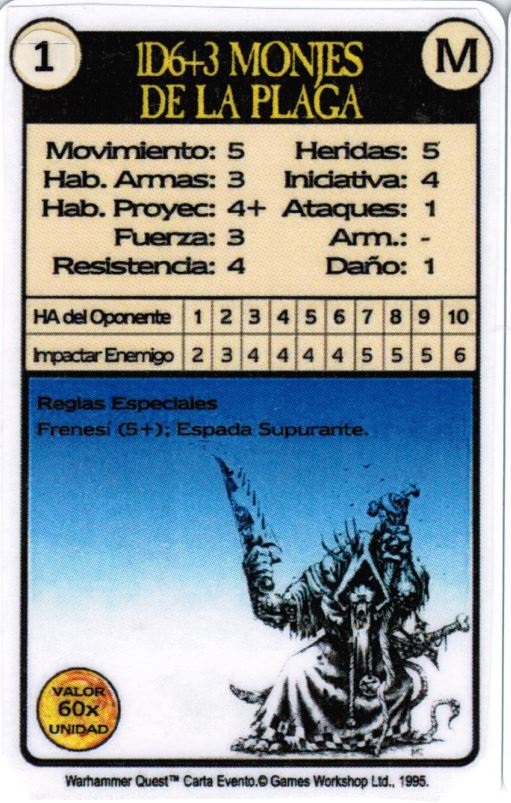 1
M
1D6+3 MONJES
DE LA PLAGA
Movimiento: 5 Heridas: 5
Hab. Armas: 3 Iniciativa: 4
Hab. Proyec: 4+ Ataques: 1
Fuerza: 3 Arm.: -
Resistencia: 4 Daño: 1
HA del Oponente 1 2 3 4 5 6 7 8 9 10
Impactar Enemigo 2 3 4 4 4 4 5 5 5 6
Reglas Especiales
Frenesí (5+); Espada Supurante.
VALOR
60x
UNIDAD
Warhammer Quest™ Carta Evento.© Games Workshop Ltd., 1995.